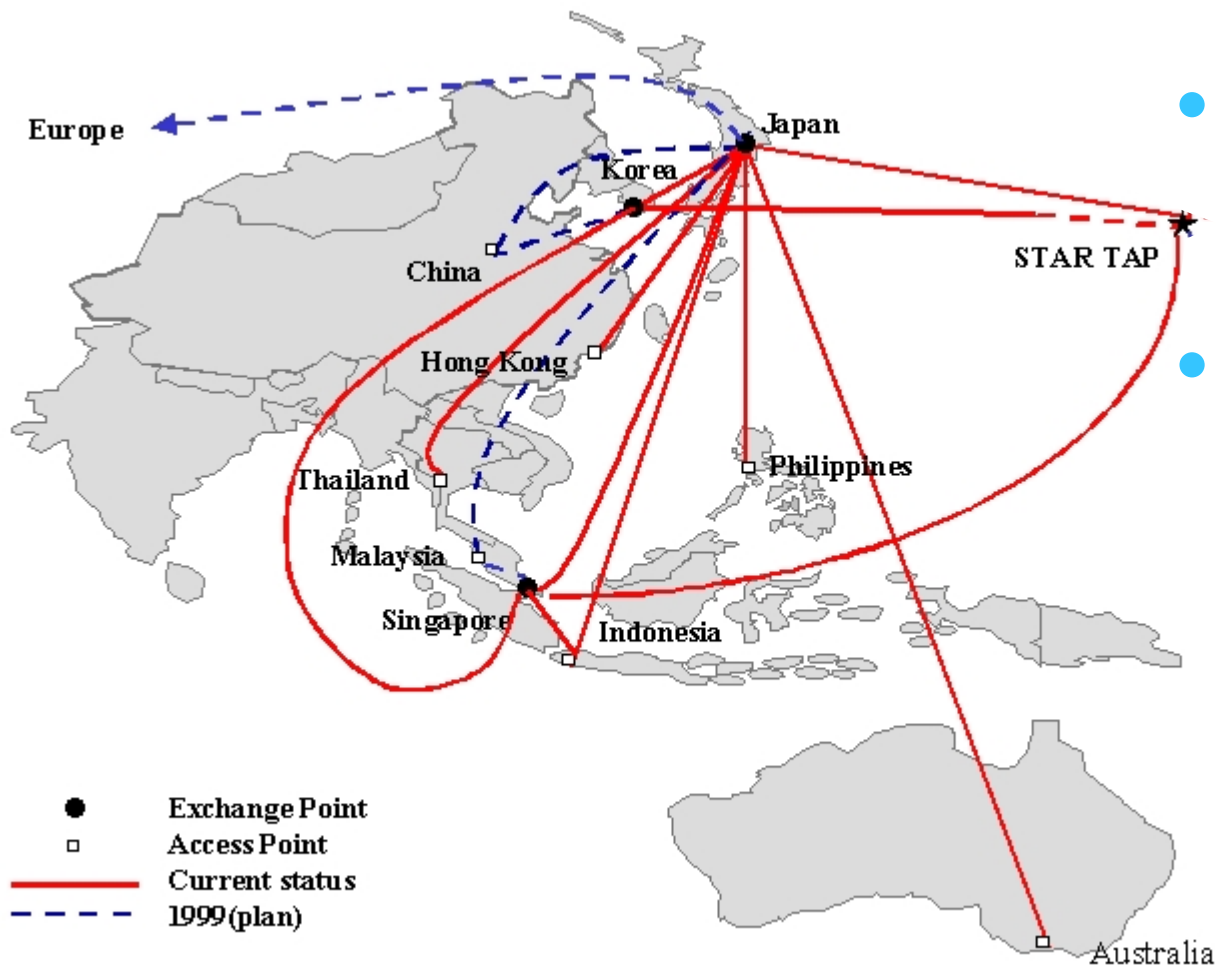 Japan
Europe
Korea
STAR TAP
China
Hong Kong
Philippines
Thailand
Malaysia
Singapore
Indonesia
Exchange Point
Access Point
Current status
1999(plan)
Australia